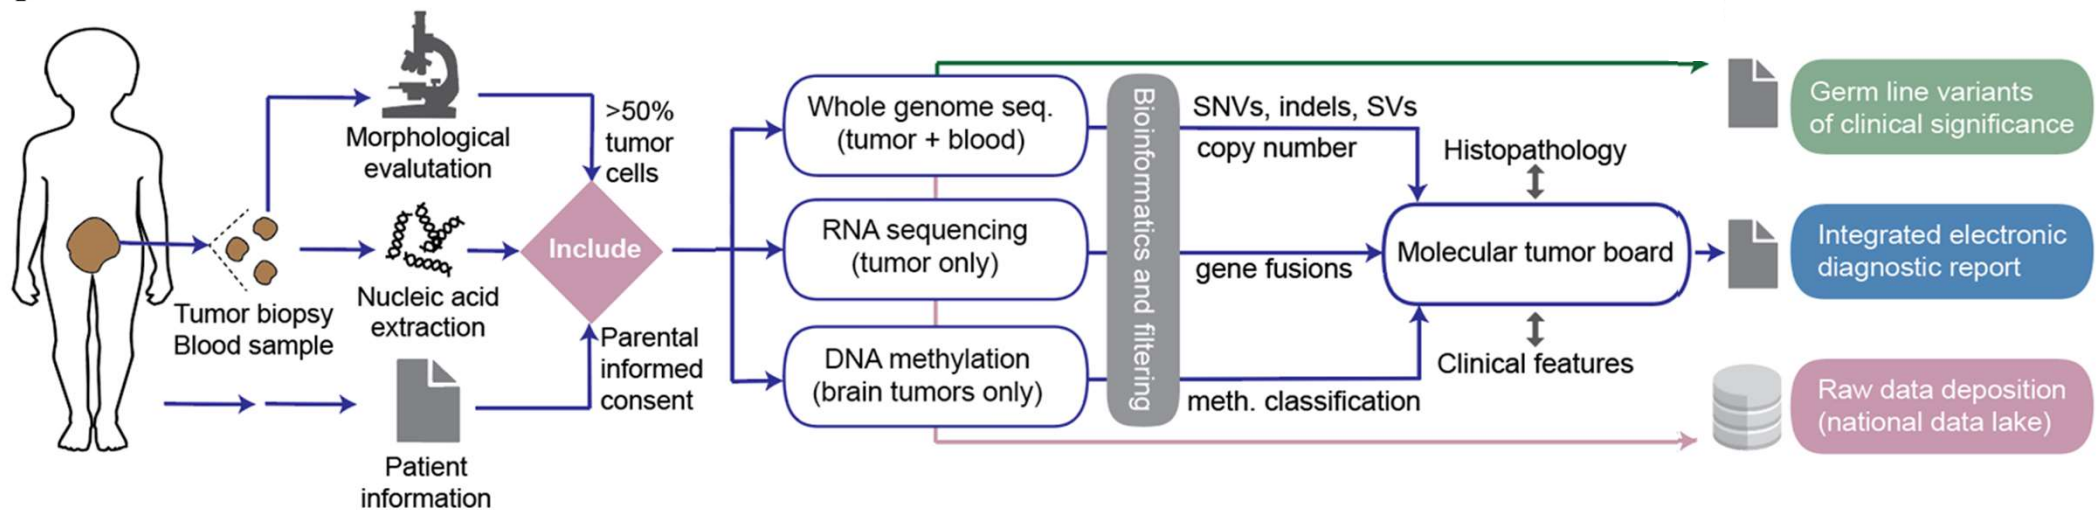 Morphological
evalutation
Tumor biopsy
Blood sample
Nucleic acid
extraction
Patient
information
>50%
tumor
cells
Include
Parental
informed
consent
Whole genome seq.
(tumor + blood)
RNA sequencing
(tumor only)
DNA methylation
(brain tumors only)
Bioinformatics and filtering
SNVs, indels, SVs
copy number
gene fusions
meth. classification
Histopathology
Molecular tumor board
Clinical features
Germ line variants
of clinical significance
Integrated electronic
diagnostic report
Raw data deposition
(national data lake)